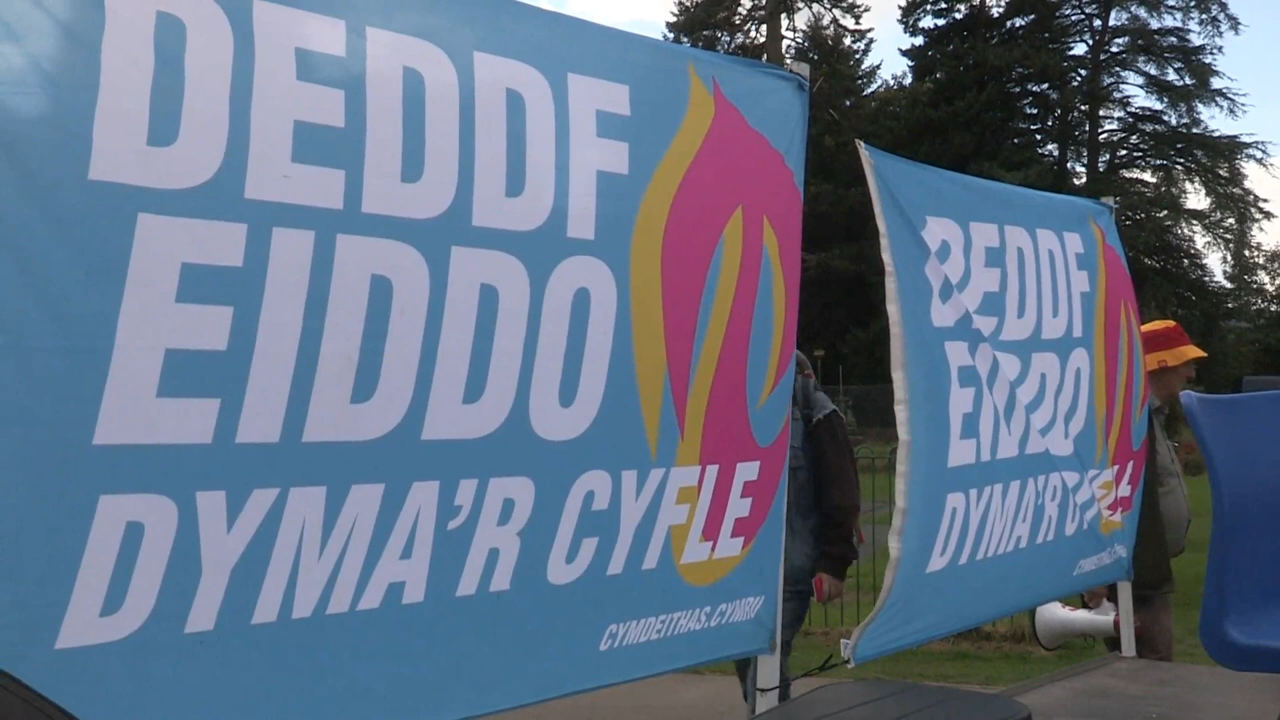 DEDDF
EIDDO
DYMA'R CYFLE
CYMDEITHAS.CYMRU
DEDDF
EIDDO
DYMA'R CYFLE